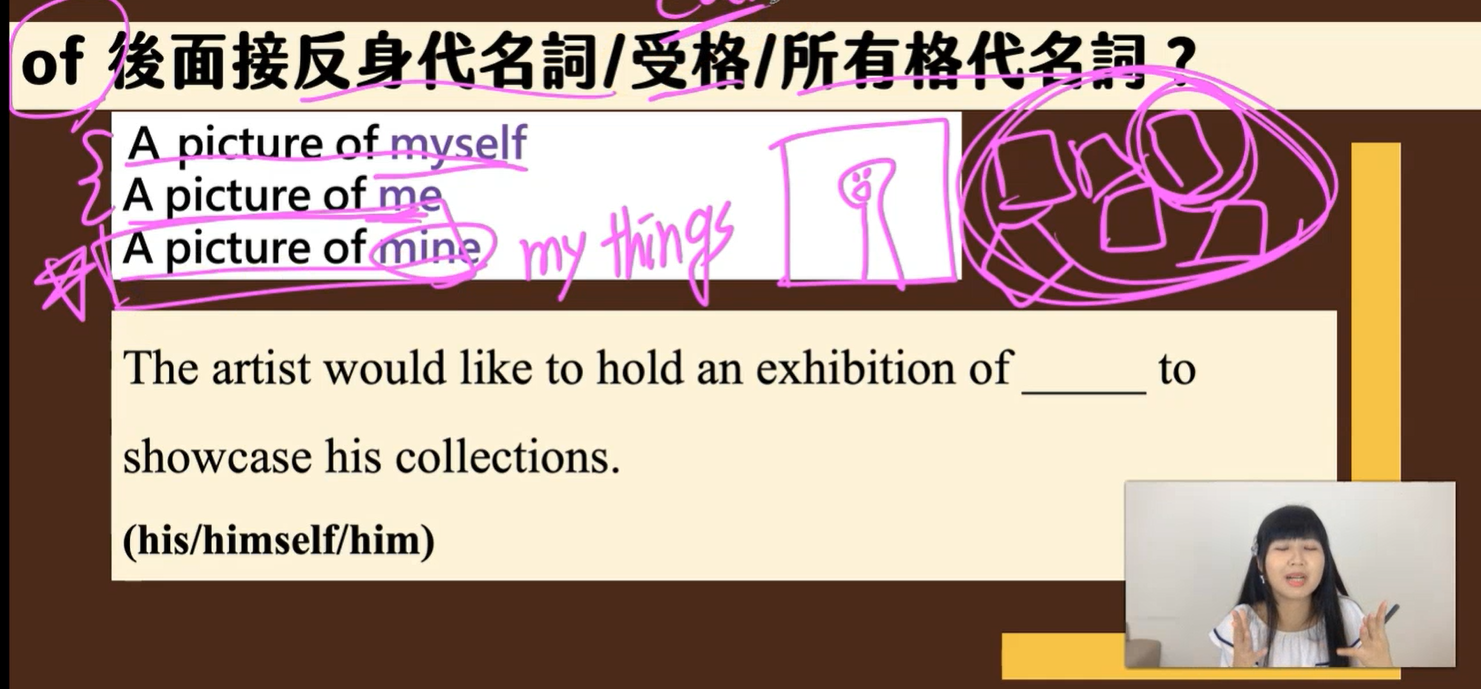 of 後面接反身代名詞/受格/所有格代名詞？
A picture of myself
A picture of me
A picture of mine my things
The artist would like to hold an exhibition of ______ to
showcase his collections.
(his/himself/him)